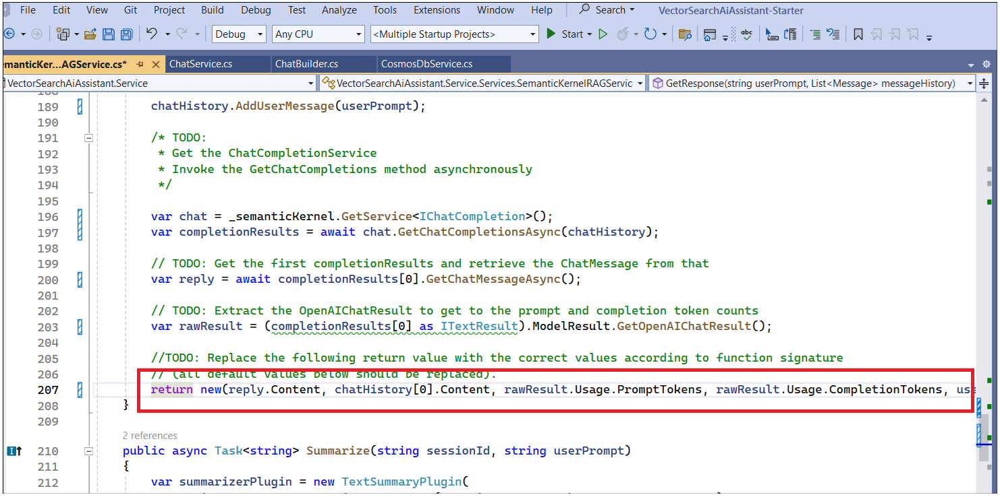 File Edit View Git Project Build Debug Test Analyze Tools Extensions Window Help Search VectorSearchAiAssistant-Starter
Debug Any CPU <Multiple Startup Projects> Start abc
emanticKer...AGService.cs* ChatService.cs ChatBuilder.cs CosmosDbService.cs
VectorSearchAiAssistant.Service VectorSearchAiAssistant.Service.Services.SemanticKernelRAGServic GetResponse(string userPrompt, List<Message> messageHistory)
189 chatHistory.AddUserMessage(userPrompt);
190
191 /* TODO:
192 * Get the ChatCompletionService
193 * Invoke the GetChatCompletions method asynchronously
194 */
195
196 var chat = _semanticKernel.GetService<IChatCompletion>();
197 var completionResults = await chat.GetChatCompletionsAsync(chatHistory);
198
199 // TODO: Get the first completionResults and retrieve the ChatMessage from that
200 var reply = await completionResults[0].GetChatMessageAsync();
201
202 // TODO: Extract the OpenAIChatResult to get to the prompt and completion token counts
203 var rawResult = (completionResults[0] as ITextResult).ModelResult.GetOpenAIChatResult();
204
205 //TODO: Replace the following return value with the correct values according to function signature
206 // (all default values below should be replaced).
207 return new(reply.Content, chatHistory[0].Content, rawResult.Usage.PromptTokens, rawResult.Usage.CompletionTokens, us
208 }
209
2 references
210 public async Task<string> Summarize(string sessionId, string userPrompt)
211 {
212 var summarizerPlugin = new TextSummaryPlugin(